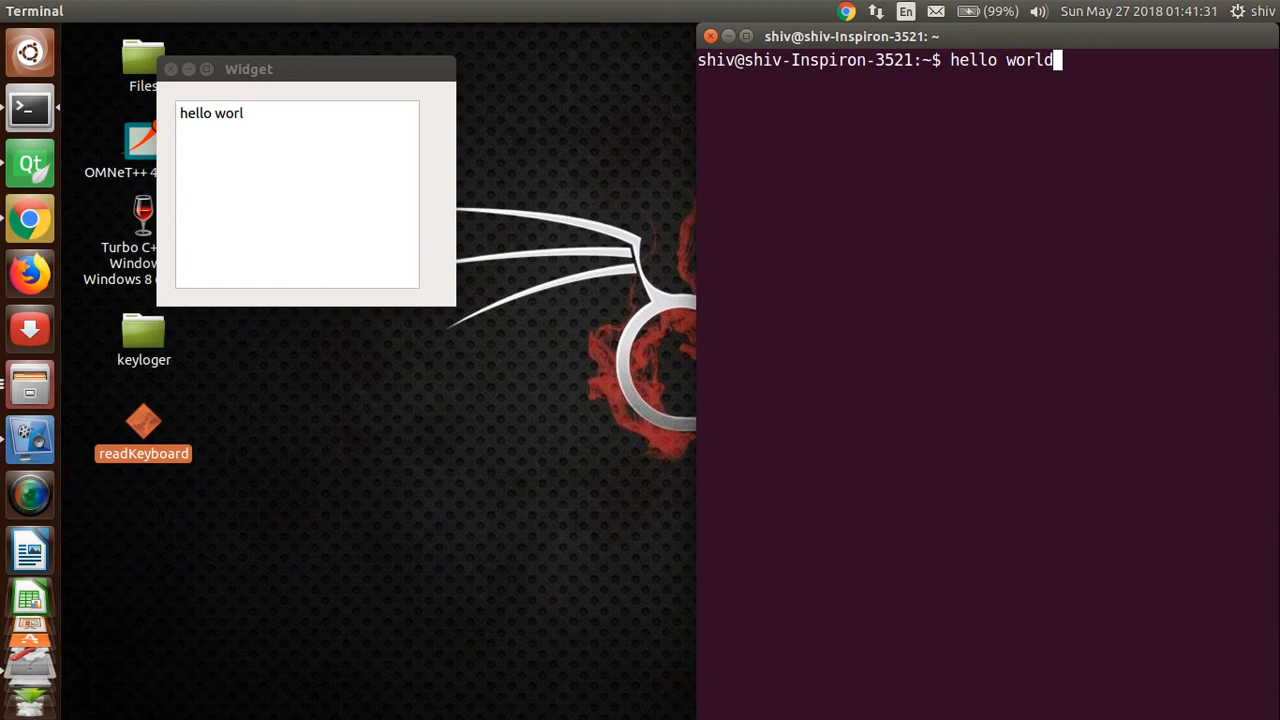 Terminal
En
(99%)
Sun May 27 2018 01:41:31
shiv
Files
Widget
hello worl
shiv@shiv-Inspiron-3521: ~
shiv@shiv-Inspiron-3521:~$ hello world
OMNeT++ 4
Turbo C+
Window
Windows 8
keyloger
readKeyboard
Qt